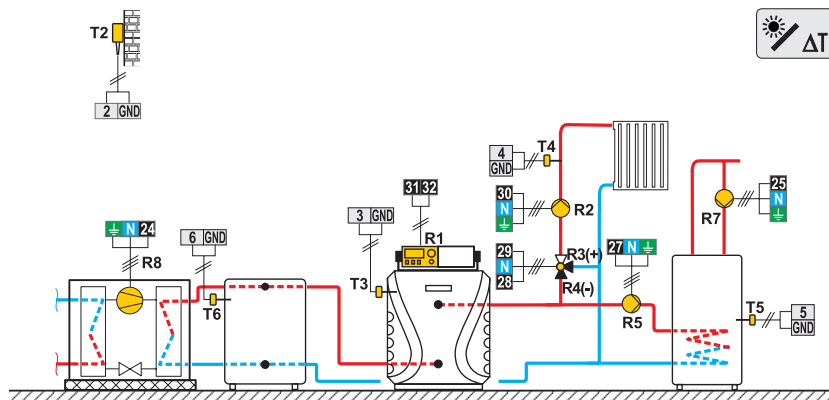 T2
2 GND
ΔT
4
GND
T4
31 32
3 GND
30
N
R2
25
N
R7
N 24
R8
6 GND
R1
29
N
28
R3(+)
R4(-)
27 N
T3
T6
R5
T5
5
GND